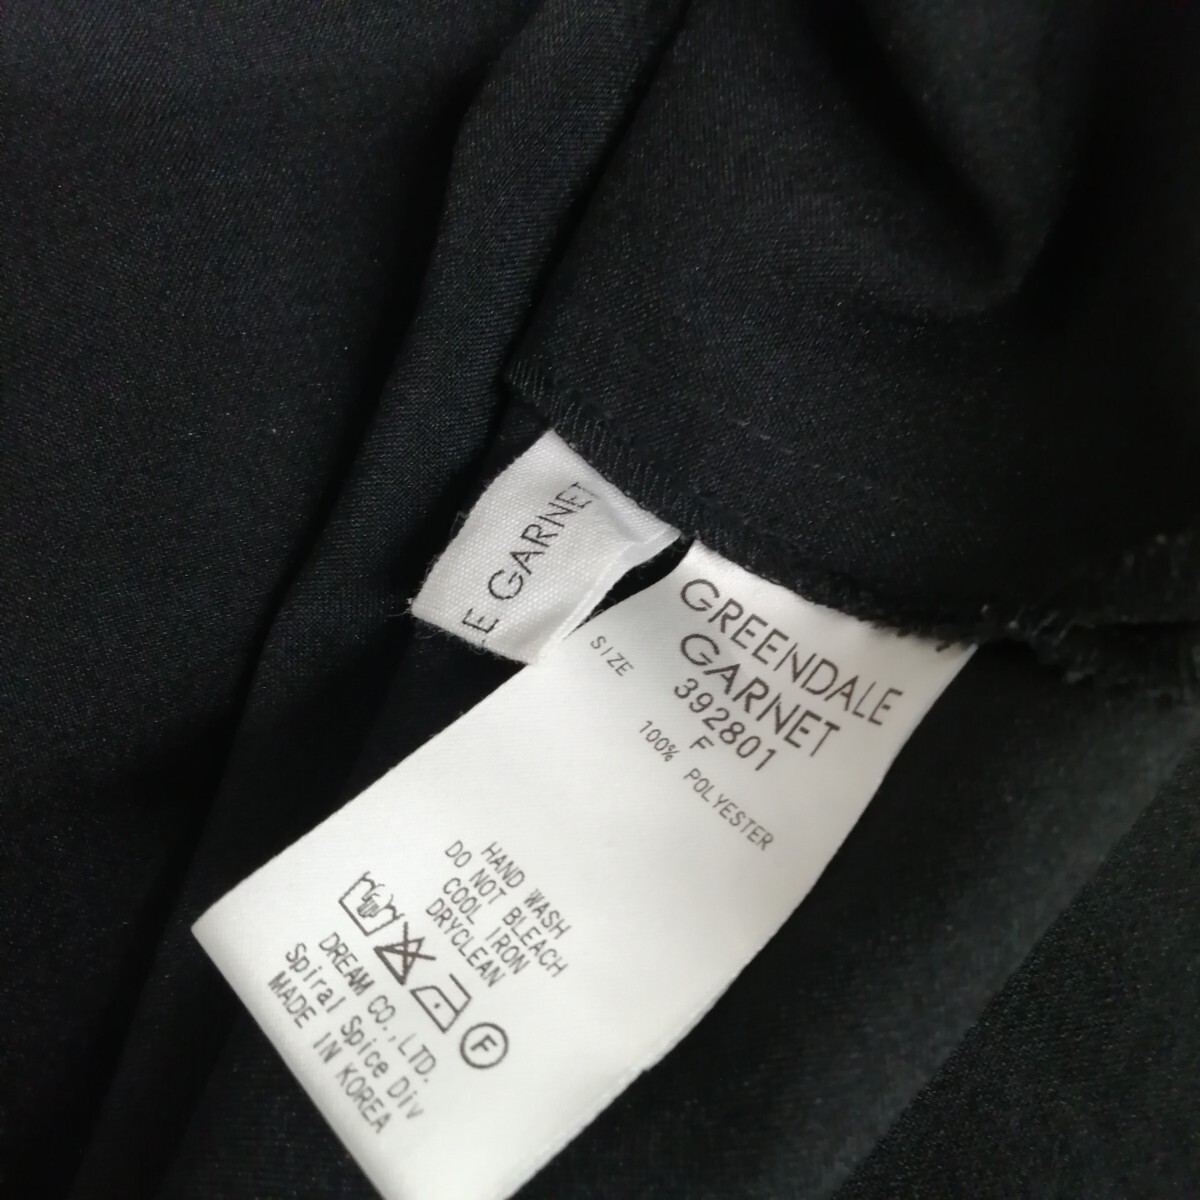 E GARNET
GREENDALE
GARNET
392801
SIZE F
100% POLYESTER
HAND WASH
DO NOT BLEACH
COOL IRON
DRYCLEAN
F
DREAM CO.,LTD.
Spiral Spice Div
MADE IN KOREA